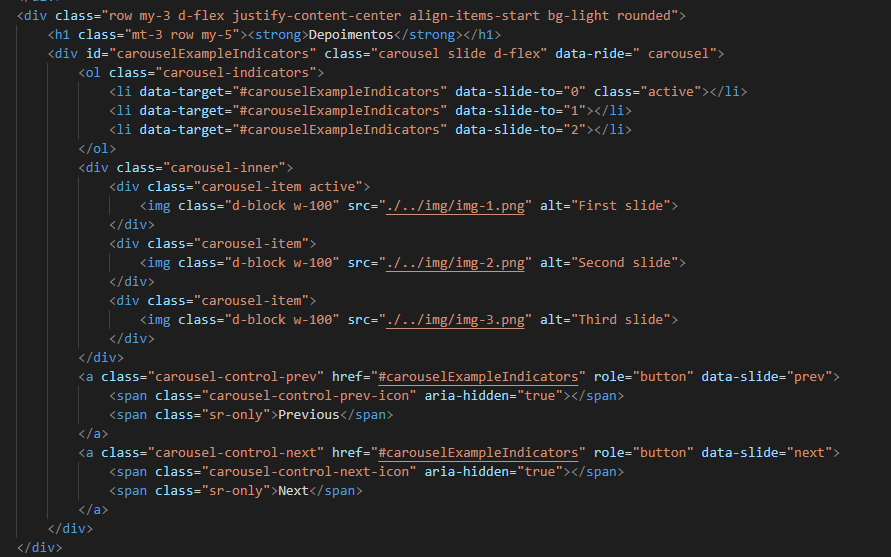 </div>
<div class="row my-3 d-flex justify-content-center align-items-start bg-light rounded">
<h1 class="mt-3 row my-5"><strong>Depoimentos</strong></h1>
<div id="carouselExampleIndicators" class="carousel slide d-flex" data-ride=" carousel">
<ol class="carousel-indicators">
<li data-target="#carouselExampleIndicators" data-slide-to="0" class="active"></li>
<li data-target="#carouselExampleIndicators" data-slide-to="1"></li>
<li data-target="#carouselExampleIndicators" data-slide-to="2"></li>
</ol>
<div class="carousel-inner">
<div class="carousel-item active">
<img class="d-block w-100" src="./../img/img-1.png" alt="First slide">
</div>
<div class="carousel-item">
<img class="d-block w-100" src="./../img/img-2.png" alt="Second slide">
</div>
<div class="carousel-item">
<img class="d-block w-100" src="./../img/img-3.png" alt="Third slide">
</div>
</div>
<a class="carousel-control-prev" href="#carouselExampleIndicators" role="button" data-slide="prev">
<span class="carousel-control-prev-icon" aria-hidden="true"></span>
<span class="sr-only">Previous</span>
</a>
<a class="carousel-control-next" href="#carouselExampleIndicators" role="button" data-slide="next">
<span class="carousel-control-next-icon" aria-hidden="true"></span>
<span class="sr-only">Next</span>
</a>
</div>
</div>